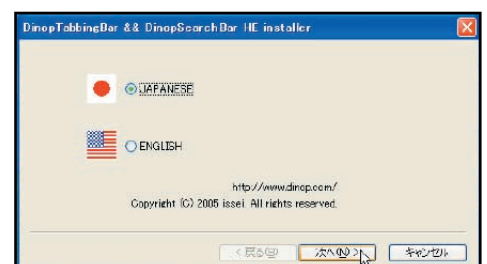 DinopTabbingBar && DinopSearchBar HE installer
JAPANESE
ENGLISH
http://www.dinop.com/
Copyright (C) 2005 issei. All rights reserved.
< 戻る(B) 次へ(N) > キャンセル